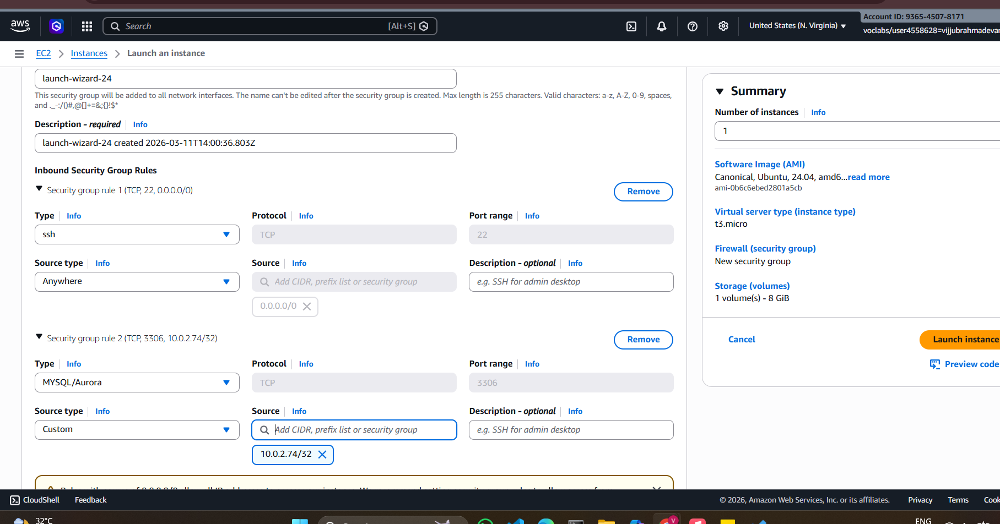 aws
Search
[Alt+S]
United States (N. Virginia)
Account ID: 9365-4507-8171
voclabs/user4558628=vijjubrahmadevar
EC2
Instances
Launch an instance
launch-wizard-24
This security group will be added to all network interfaces. The name can't be edited after the security group is created. Max length is 255 characters. Valid characters: a-z, A-Z, 0-9, spaces,
and ._-:/()#,@[]+=&;{}!$*
Description - required
Info
launch-wizard-24 created 2026-03-11T14:00:36.803Z
Inbound Security Group Rules
Security group rule 1 (TCP, 22, 0.0.0.0/0)
Remove
Type Info
Protocol Info
Port range Info
ssh
TCP
22
Source type Info
Source Info
Description - optional Info
Anywhere
Add CIDR, prefix list or security group
e.g. SSH for admin desktop
0.0.0.0/0
Security group rule 2 (TCP, 3306, 10.0.2.74/32)
Remove
Type Info
Protocol Info
Port range Info
MYSQL/Aurora
TCP
3306
Source type Info
Source Info
Description - optional Info
Custom
Add CIDR, prefix list or security group
e.g. SSH for admin desktop
10.0.2.74/32
Summary
Number of instances Info
1
Software Image (AMI)
Canonical, Ubuntu, 24.04, amd6...read more
ami-0b6c6ebed2801a5cb
Virtual server type (instance type)
t3.micro
Firewall (security group)
New security group
Storage (volumes)
1 volume(s) - 8 GiB
Cancel
Launch instance
Preview code
CloudShell
Feedback
© 2026, Amazon Web Services, Inc. or its affiliates.
Privacy
Terms
Cook
32°C
ENG